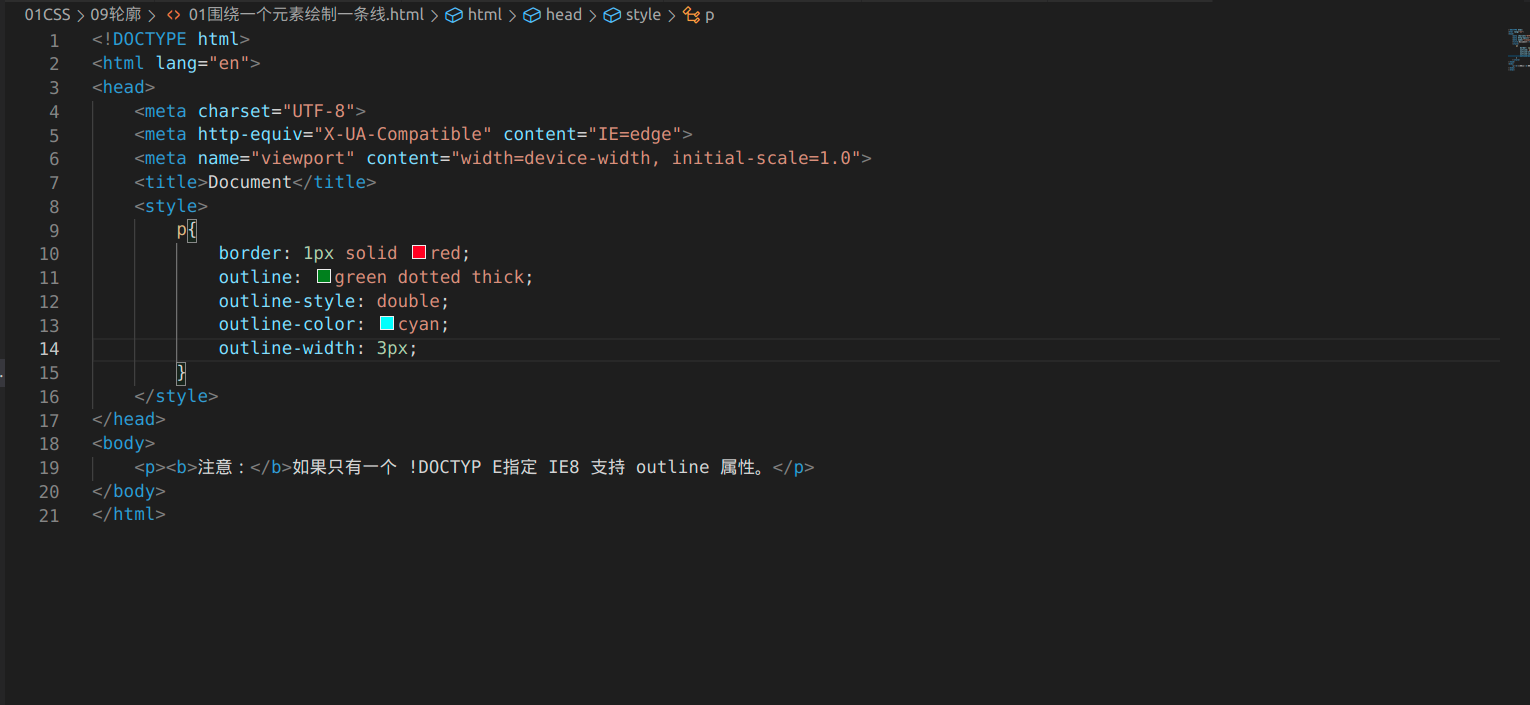 01CSS > 09轮廓 > <> 01围绕一个元素绘制一条线.html > html > head > style > p
1 <!DOCTYPE html>
2 <html lang="en">
3 <head>
4 <meta charset="UTF-8">
5 <meta http-equiv="X-UA-Compatible" content="IE=edge">
6 <meta name="viewport" content="width=device-width, initial-scale=1.0">
7 <title>Document</title>
8 <style>
9 p{
10 border: 1px solid red;
11 outline: green dotted thick;
12 outline-style: double;
13 outline-color: cyan;
14 outline-width: 3px;
15 }
16 </style>
17 </head>
18 <body>
19 <p><b>注意：</b>如果只有一个 !DOCTYP E指定 IE8 支持 outline 属性。</p>
20 </body>
21 </html>